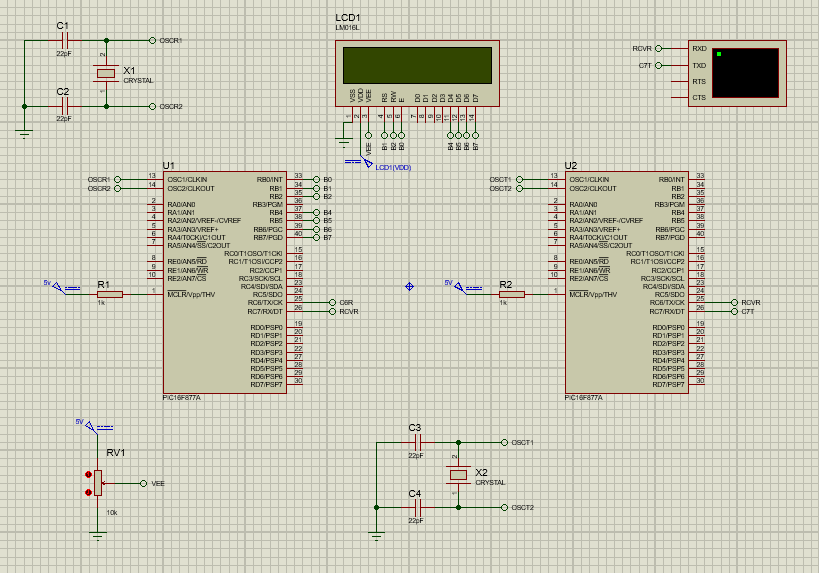 LCD1
LM016L
C1
22pF
OSCR1
X1
CRYSTAL
2
1
C2
22pF
OSCR2
VSS
VDD
VEE
RS
RW
E
D0
D1
D2
D3
D4
D5
D6
D7
1
2
3
4
5
6
7
8
9
10
11
12
13
14
VEE
B1
B2
B0
B4
B5
B6
B7
LCD1(VDD)
RCVR
C7T
RXD
TXD
RTS
CTS
U1
OSCR1 13 OSC1/CLKIN RB0/INT 33 B0
OSCR2 14 OSC2/CLKOUT RB1 34 B1
RB2 35 B2
2 RA0/AN0 RB3/PGM 36
3 RA1/AN1 RB4 37 B4
4 RA2/AN2/VREF-/CVREF RB5 38 B5
5 RA3/AN3/VREF+ RB6/PGC 39 B6
6 RA4/T0CKI/C1OUT RB7/PGD 40 B7
7 RA5/AN4/SS/C2OUT
RC0/T1OSO/T1CKI 15
8 RE0/AN5/RD RC1/T1OSI/CCP2 16
9 RE1/AN6/WR RC2/CCP1 17
10 RE2/AN7/CS RC3/SCK/SCL 18
RC4/SDI/SDA 23
5v R1 1k 1 MCLR/Vpp/THV RC5/SDO 24
RC6/TX/CK 25 C6R
RC7/RX/DT 26 RCVR
RD0/PSP0 19
RD1/PSP1 20
RD2/PSP2 21
RD3/PSP3 22
RD4/PSP4 27
RD5/PSP5 28
RD6/PSP6 29
RD7/PSP7 30
PIC16F877A
U2
OSCT1 13 OSC1/CLKIN RB0/INT 33
OSCT2 14 OSC2/CLKOUT RB1 34
RB2 35
2 RA0/AN0 RB3/PGM 36
3 RA1/AN1 RB4 37
4 RA2/AN2/VREF-/CVREF RB5 38
5 RA3/AN3/VREF+ RB6/PGC 39
6 RA4/T0CKI/C1OUT RB7/PGD 40
7 RA5/AN4/SS/C2OUT
RC0/T1OSO/T1CKI 15
8 RE0/AN5/RD RC1/T1OSI/CCP2 16
9 RE1/AN6/WR RC2/CCP1 17
10 RE2/AN7/CS RC3/SCK/SCL 18
RC4/SDI/SDA 23
5V R2 1k 1 MCLR/Vpp/THV RC5/SDO 24
RC6/TX/CK 25 RCVR
RC7/RX/DT 26 C7T
RD0/PSP0 19
RD1/PSP1 20
RD2/PSP2 21
RD3/PSP3 22
RD4/PSP4 27
RD5/PSP5 28
RD6/PSP6 29
RD7/PSP7 30
PIC16F877A
5V
RV1
VEE
10k
C3
22pF
OSCT1
X2
CRYSTAL
2
1
C4
22pF
OSCT2